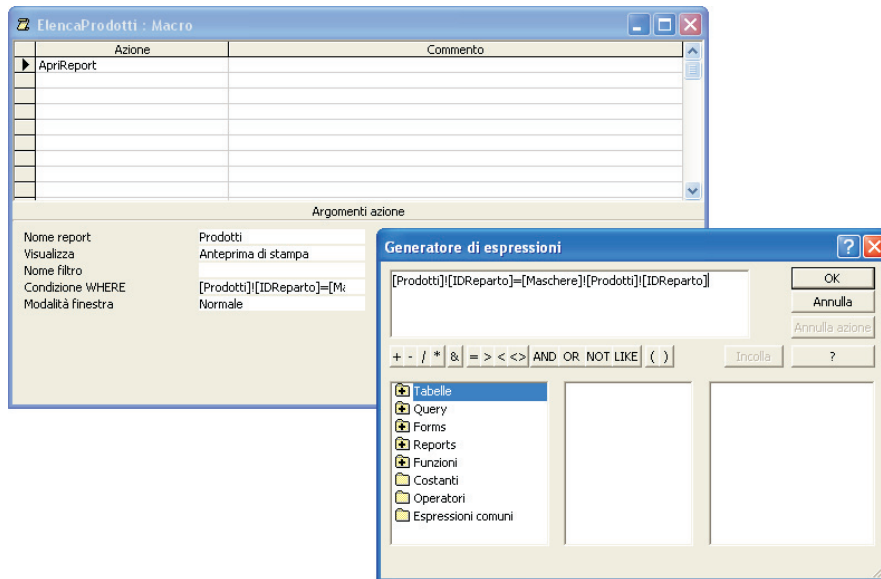 ElencaProdotti : Macro
Azione Commento
ApriReport
Argomenti azione
Nome report Prodotti
Visualizza Anteprima di stampa
Nome filtro
Condizione WHERE [Prodotti]![IDReparto]=[Ma
Modalità finestra Normale
Generatore di espressioni
[Prodotti]![IDReparto]=[Maschere]![Prodotti]![IDReparto]
OK
Annulla
Annulla azione
+ - / * & = > < <> AND OR NOT LIKE ( ) Incolla ?
Tabelle
Query
Forms
Reports
Funzioni
Costanti
Operatori
Espressioni comuni